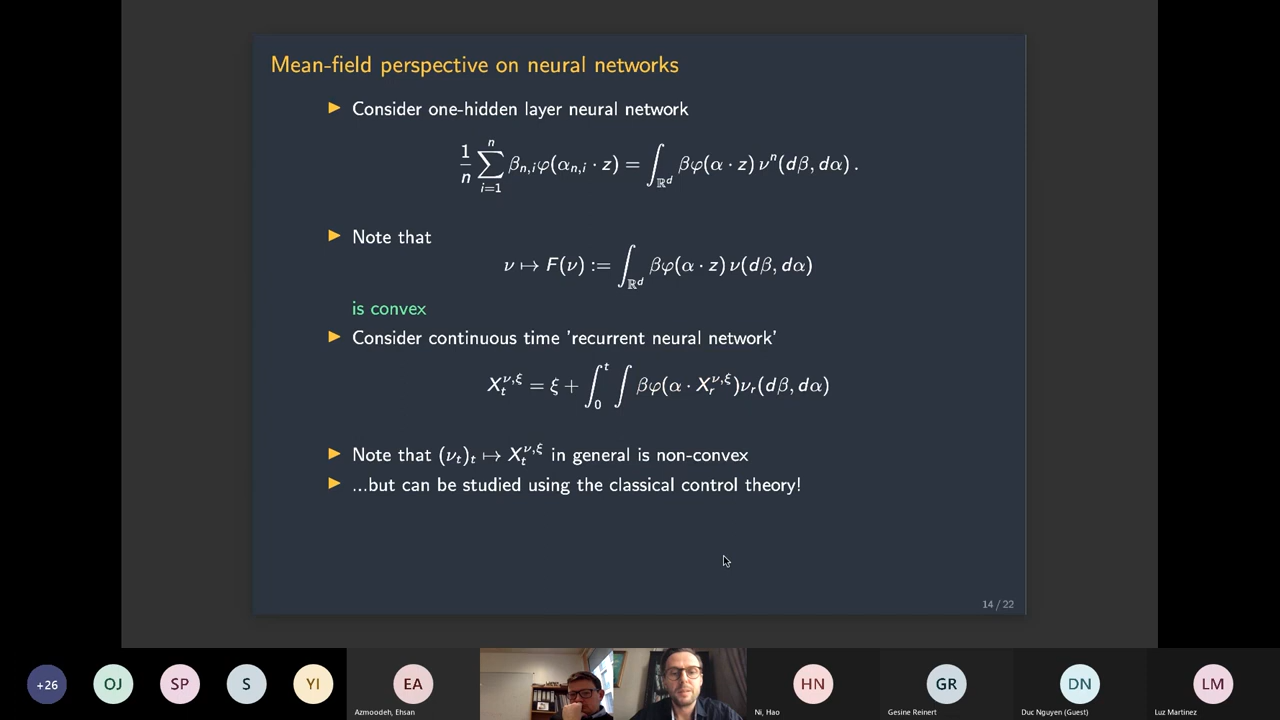 Mean-field perspective on neural networks
▶ Consider one-hidden layer neural network
$\frac{1}{n}\sum_{i=1}^{n} \beta_{n,i}\varphi(\alpha_{n,i} \cdot z) = \int_{\mathbb{R}^d} \beta\varphi(\alpha \cdot z)\, \nu^n(d\beta, d\alpha)\,.$
▶ Note that
$\nu \mapsto F(\nu) := \int_{\mathbb{R}^d} \beta\varphi(\alpha \cdot z)\, \nu(d\beta, d\alpha)$
is convex
▶ Consider continuous time 'recurrent neural network'
$X_t^{\nu,\xi} = \xi + \int_0^t \int \beta\varphi(\alpha \cdot X_r^{\nu,\xi})\nu_r(d\beta, d\alpha)$
▶ Note that $(\nu_t)_t \mapsto X_t^{\nu,\xi}$ in general is non-convex
▶ ...but can be studied using the classical control theory!
14 / 22
+26
OJ
SP
S
YI
EA
HN
GR
DN
LM
Azmoodeh, Ehsan
Ni, Hao
Gesine Reinert
Duc Nguyen (Guest)
Luz Martinez